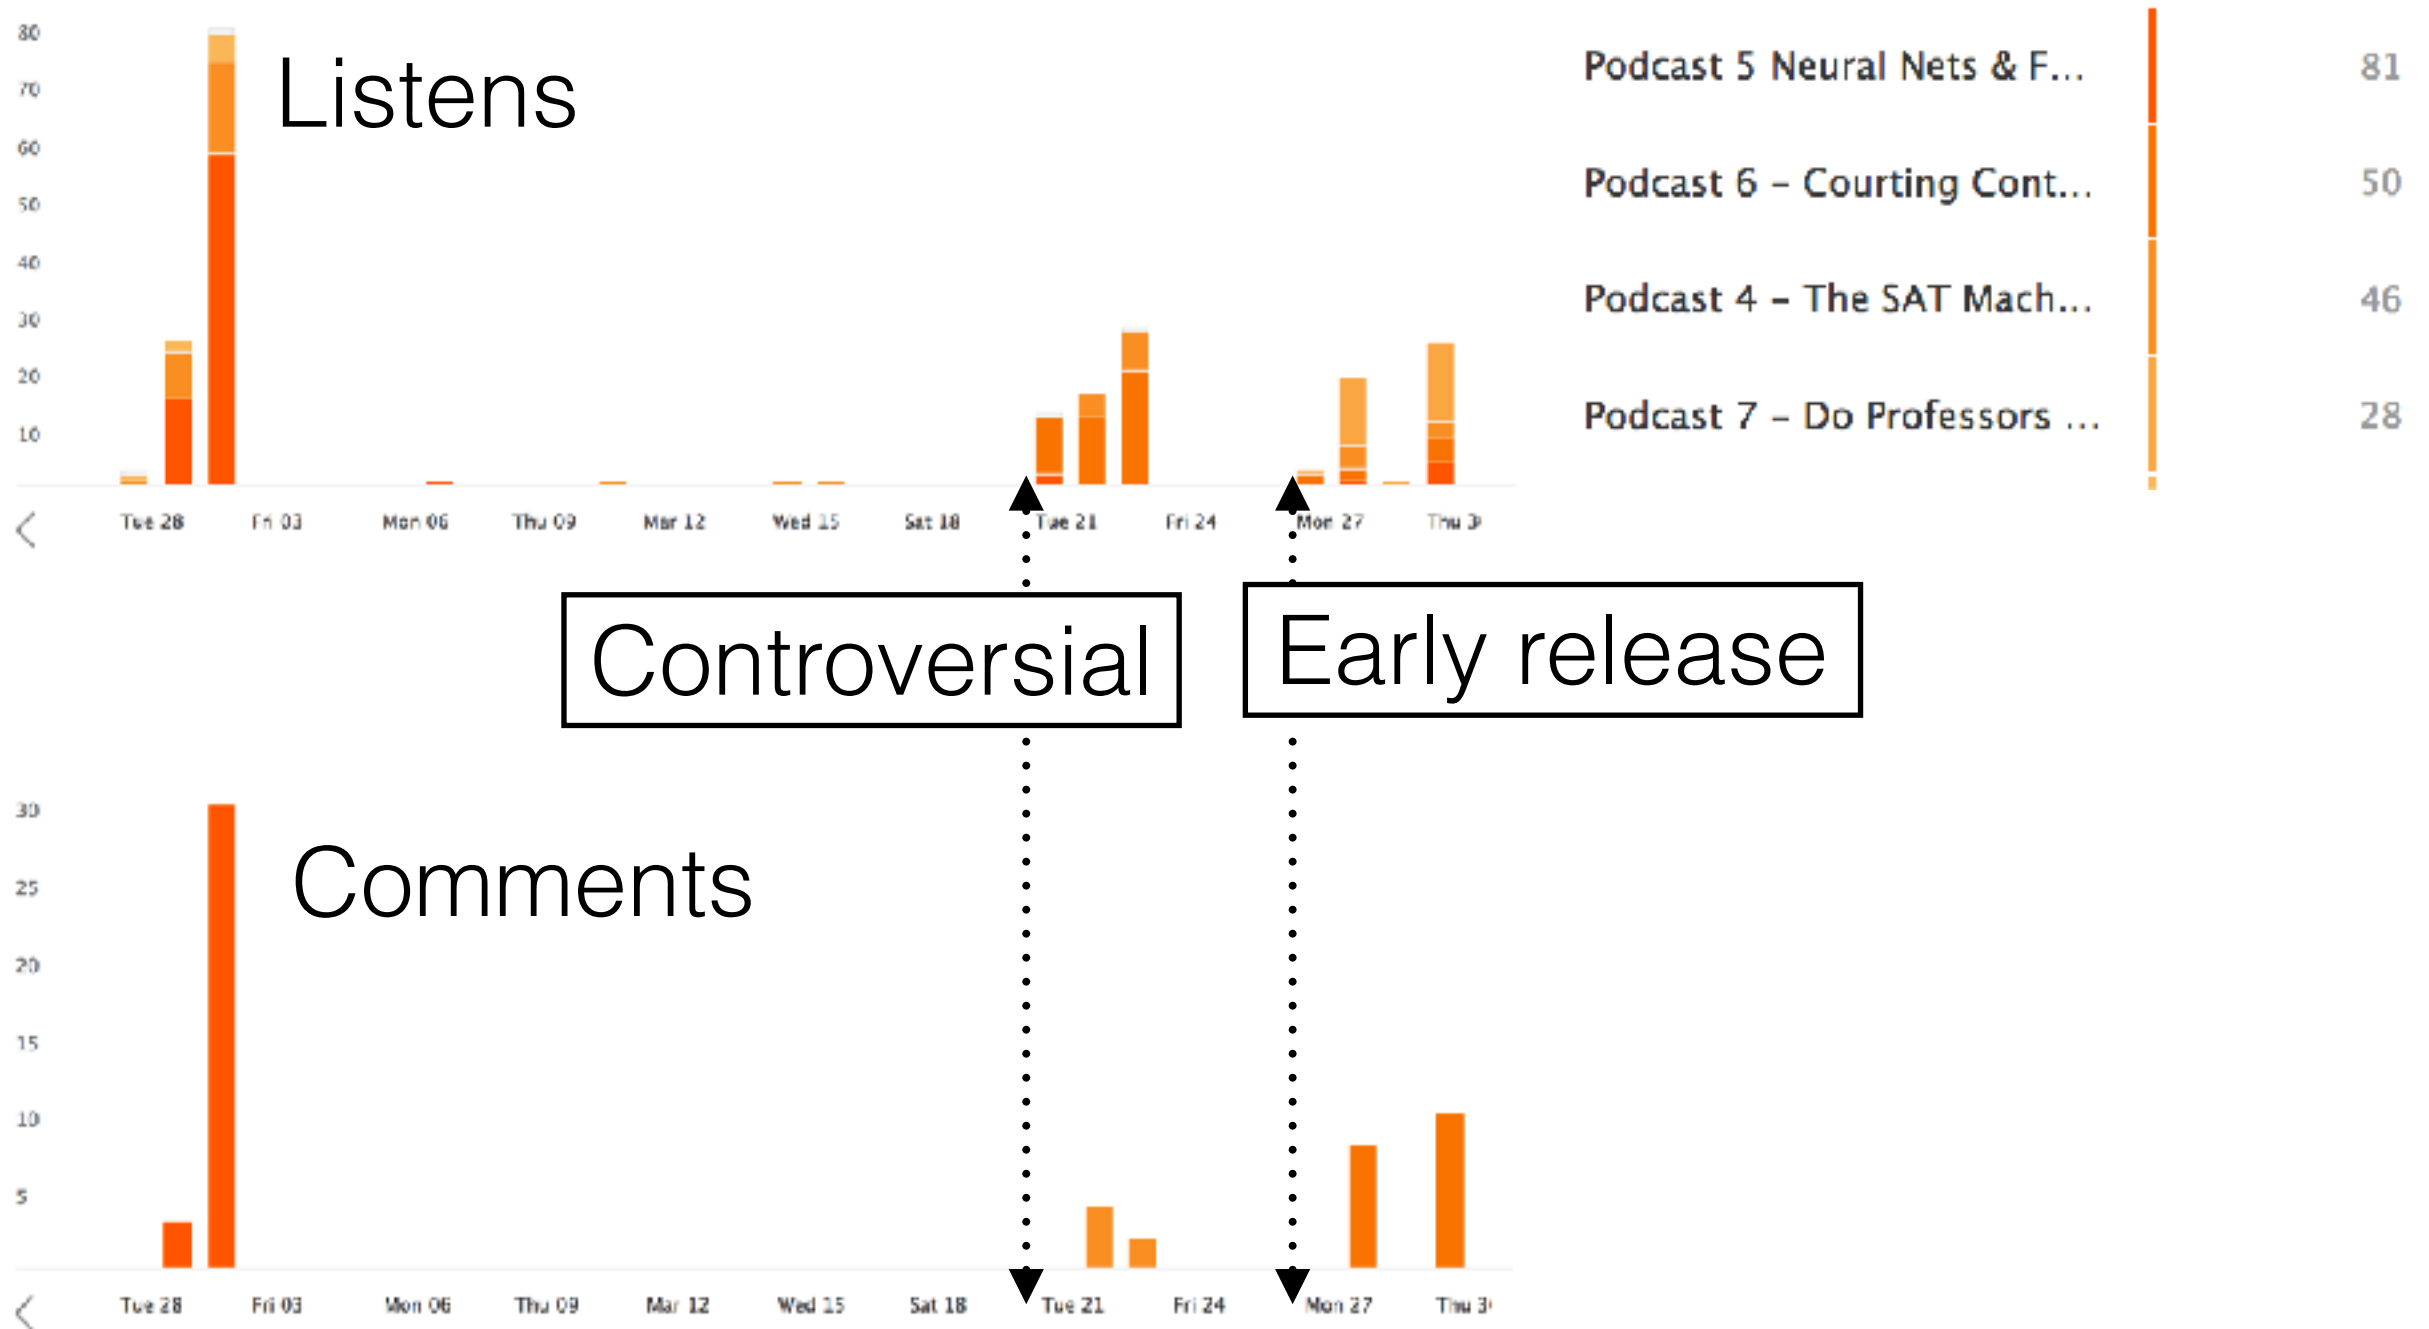 80
Listens
70
60
50
40
30
20
10
Tue 28 Fri 03 Mon 06 Thu 09 Mar 12 Wed 15 Sat 18 Tue 21 Fri 24 Mon 27 Thu 3
Podcast 5 Neural Nets & F... 81
Podcast 6 – Courting Cont... 50
Podcast 4 – The SAT Mach... 46
Podcast 7 – Do Professors ... 28
Controversial
Early release
30
Comments
25
20
15
10
5
Tue 28 Fri 03 Mon 06 Thu 09 Mar 12 Wed 15 Sat 18 Tue 21 Fri 24 Mon 27 Thu 3